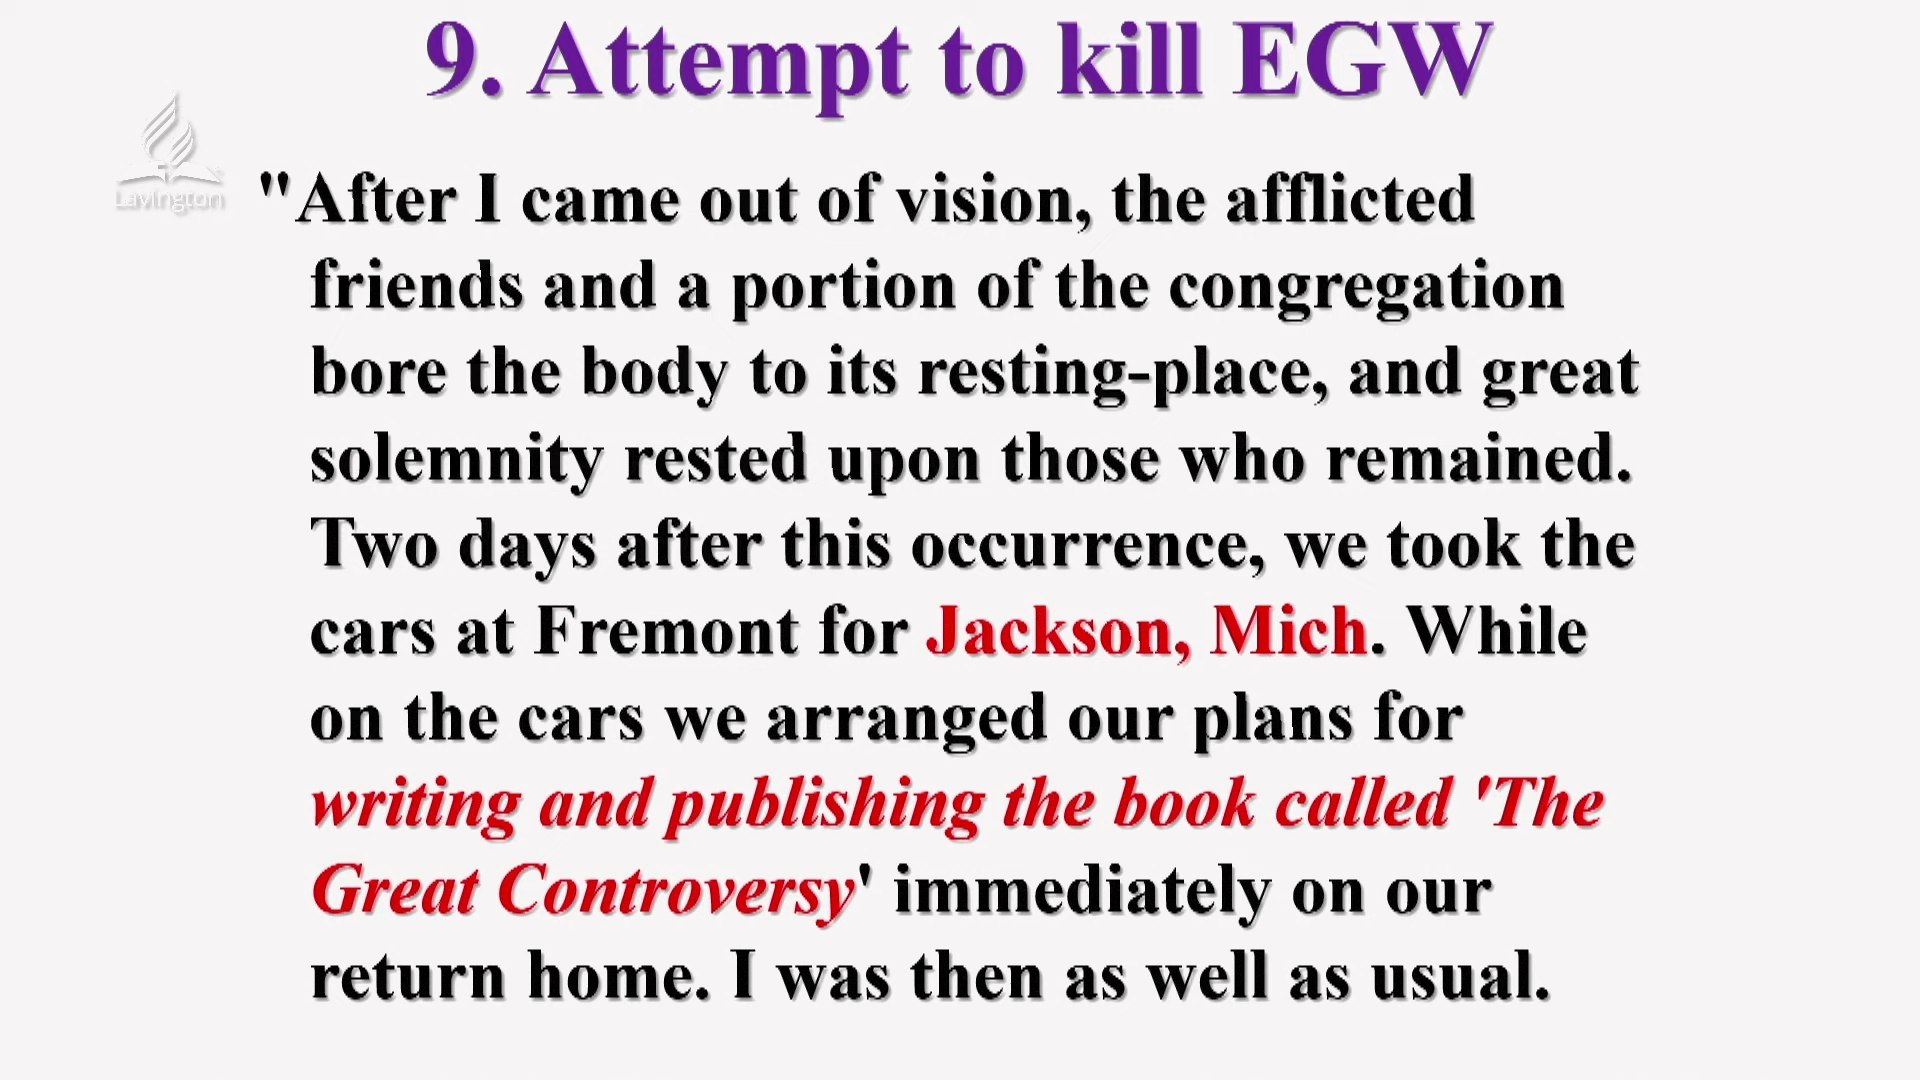 9. Attempt to kill EGW
Lavington
"After I came out of vision, the afflicted
friends and a portion of the congregation
bore the body to its resting-place, and great
solemnity rested upon those who remained.
Two days after this occurrence, we took the
cars at Fremont for Jackson, Mich. While
on the cars we arranged our plans for
writing and publishing the book called 'The
Great Controversy' immediately on our
return home. I was then as well as usual.